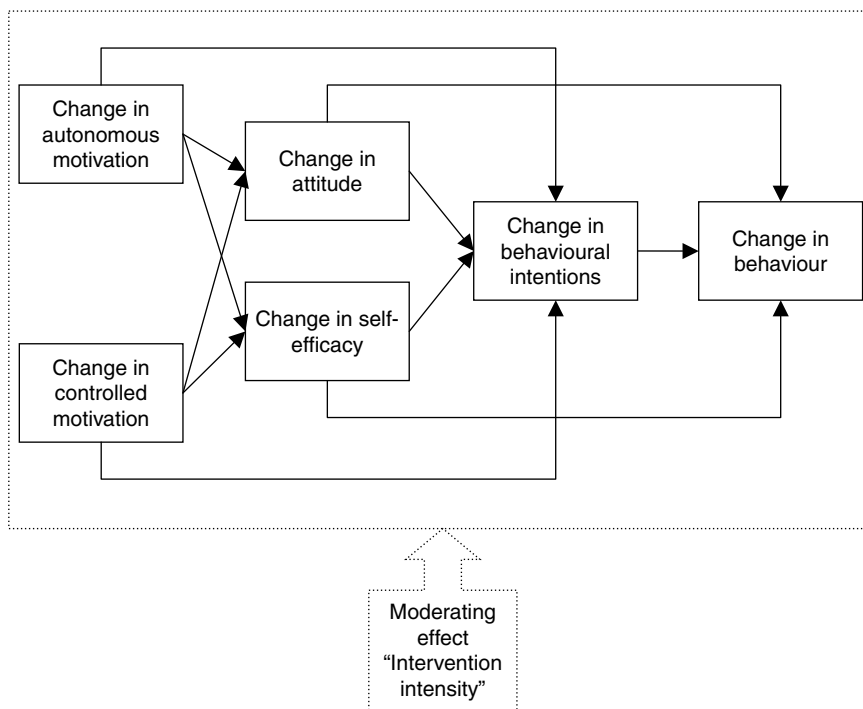 Change in
autonomous
motivation
Change in
attitude
Change in
behavioural
intentions
Change in
behaviour
Change in self-
efficacy
Change in
controlled
motivation
Moderating
effect
“Intervention
intensity”